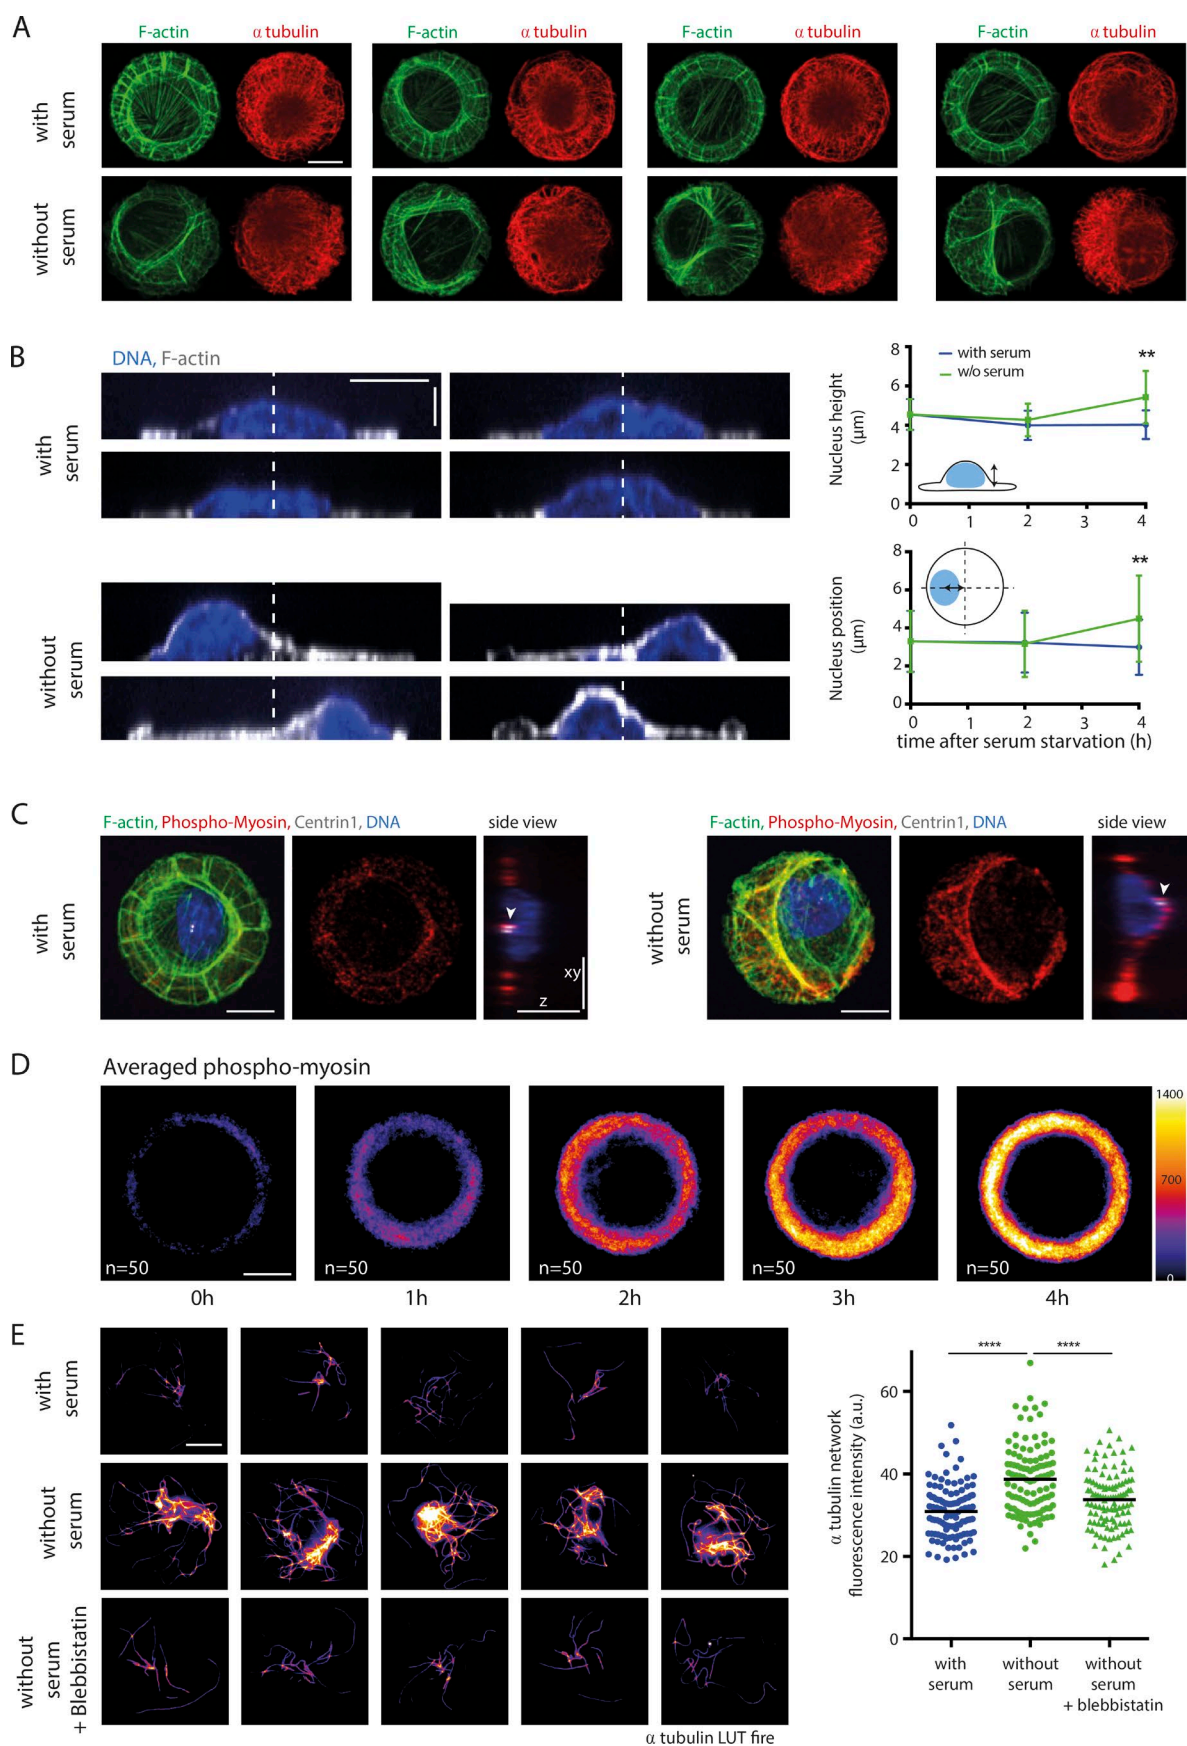 A
F-actin α tubulin F-actin α tubulin F-actin α tubulin F-actin α tubulin
with
serum
without
serum
B
DNA, F-actin
with
serum
without
serum
8
6
4
2
0
Nucleus height
(µm)
with serum
w/o serum
**
0 1 2 3 4
8
6
4
2
0
Nucleus position
(µm)
**
0 1 2 3 4
time after serum starvation (h)
C
F-actin, Phospho-Myosin, Centrin1, DNA side view
with
serum
xy
z
F-actin, Phospho-Myosin, Centrin1, DNA side view
without
serum
D
Averaged phospho-myosin
n=50 n=50 n=50 n=50 n=50
0h 1h 2h 3h 4h
1400
700
0
E
with
serum
without
serum
without
serum
+ Blebbistatin
α tubulin LUT fire
α tubulin network
fluorescence intensity (a.u.)
60
40
20
0
**** ****
with
serum
without
serum
without
serum
+ blebbistatin